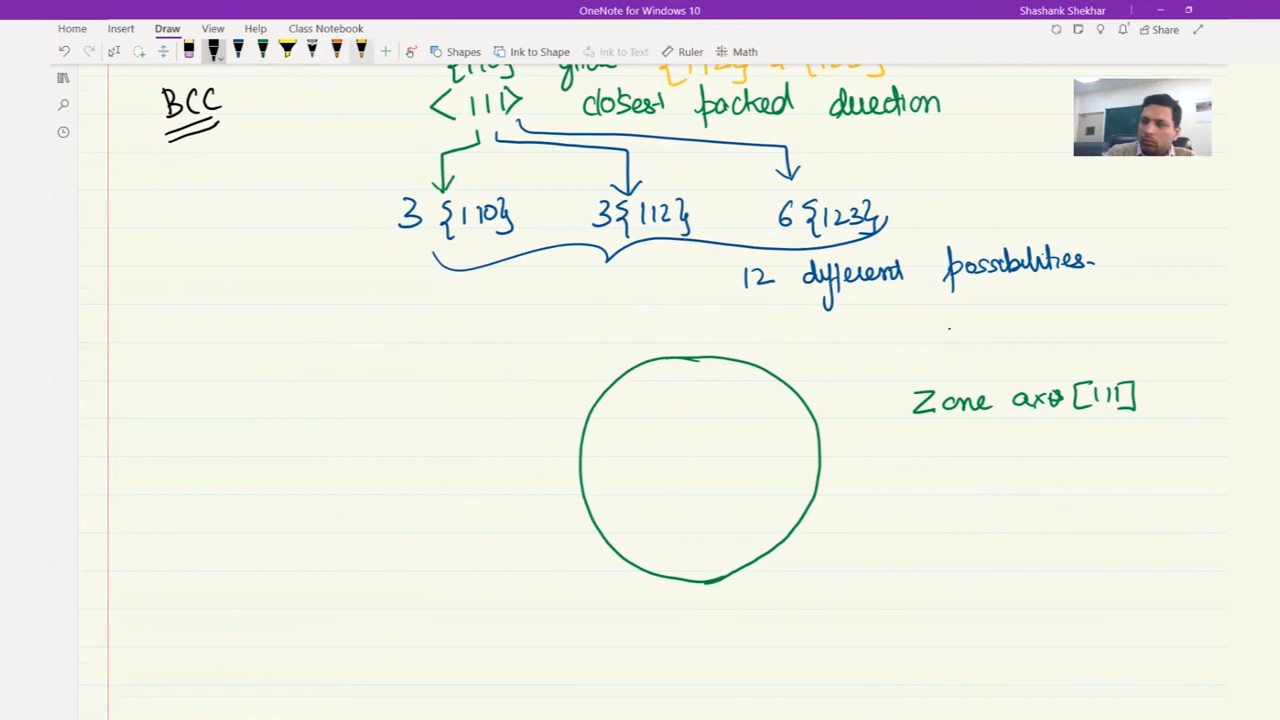 OneNote for Windows 10
Shashank Shekhar
Home Insert Draw View Help Class Notebook
Share
Shapes Ink to Shape Ink to Text Ruler Math
BCC
<111> closest packed direction
3 {110} 3{112} 6{123}
12 different possibilities
Zone axis [111]